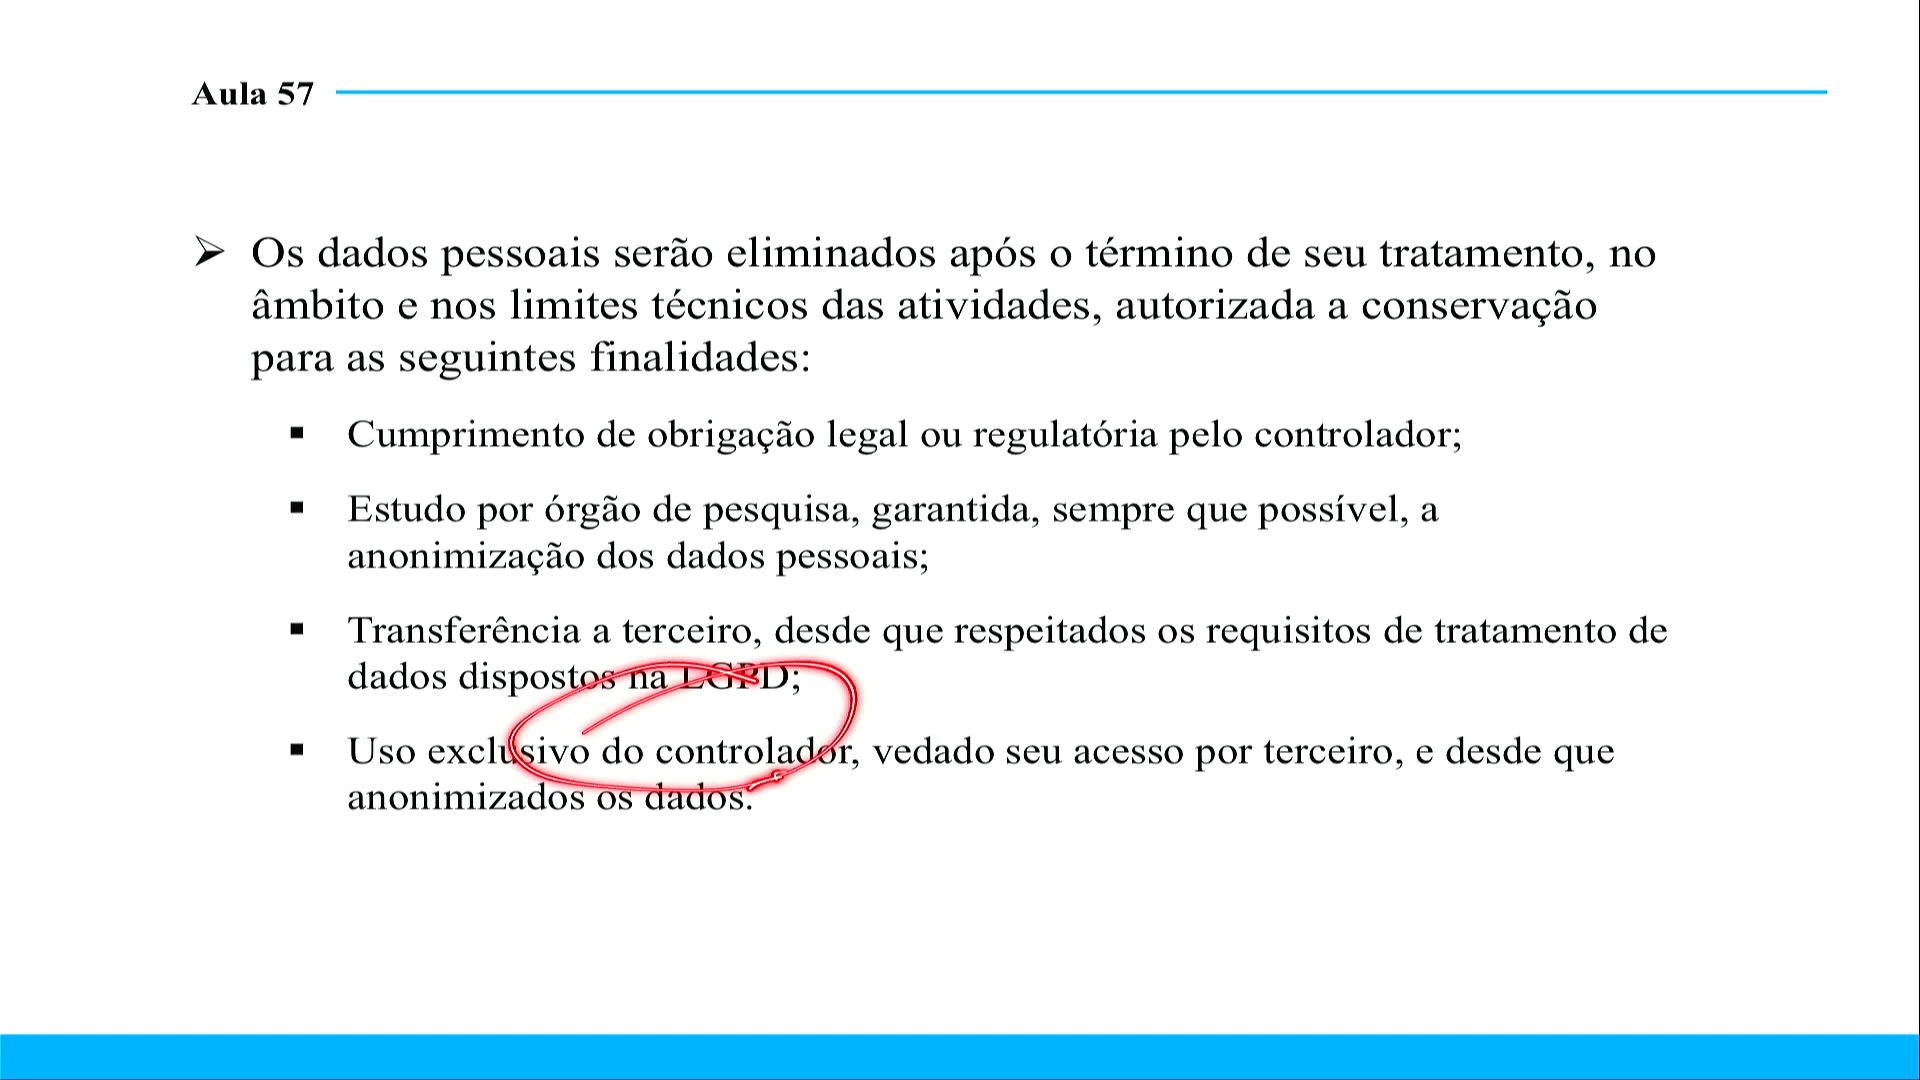 Aula 57
Os dados pessoais serão eliminados após o término de seu tratamento, no
âmbito e nos limites técnicos das atividades, autorizada a conservação
para as seguintes finalidades:
Cumprimento de obrigação legal ou regulatória pelo controlador;
Estudo por órgão de pesquisa, garantida, sempre que possível, a
anonimização dos dados pessoais;
Transferência a terceiro, desde que respeitados os requisitos de tratamento de
dados dispostos na LGPD;
Uso exclusivo do controlador, vedado seu acesso por terceiro, e desde que
anonimizados os dados.